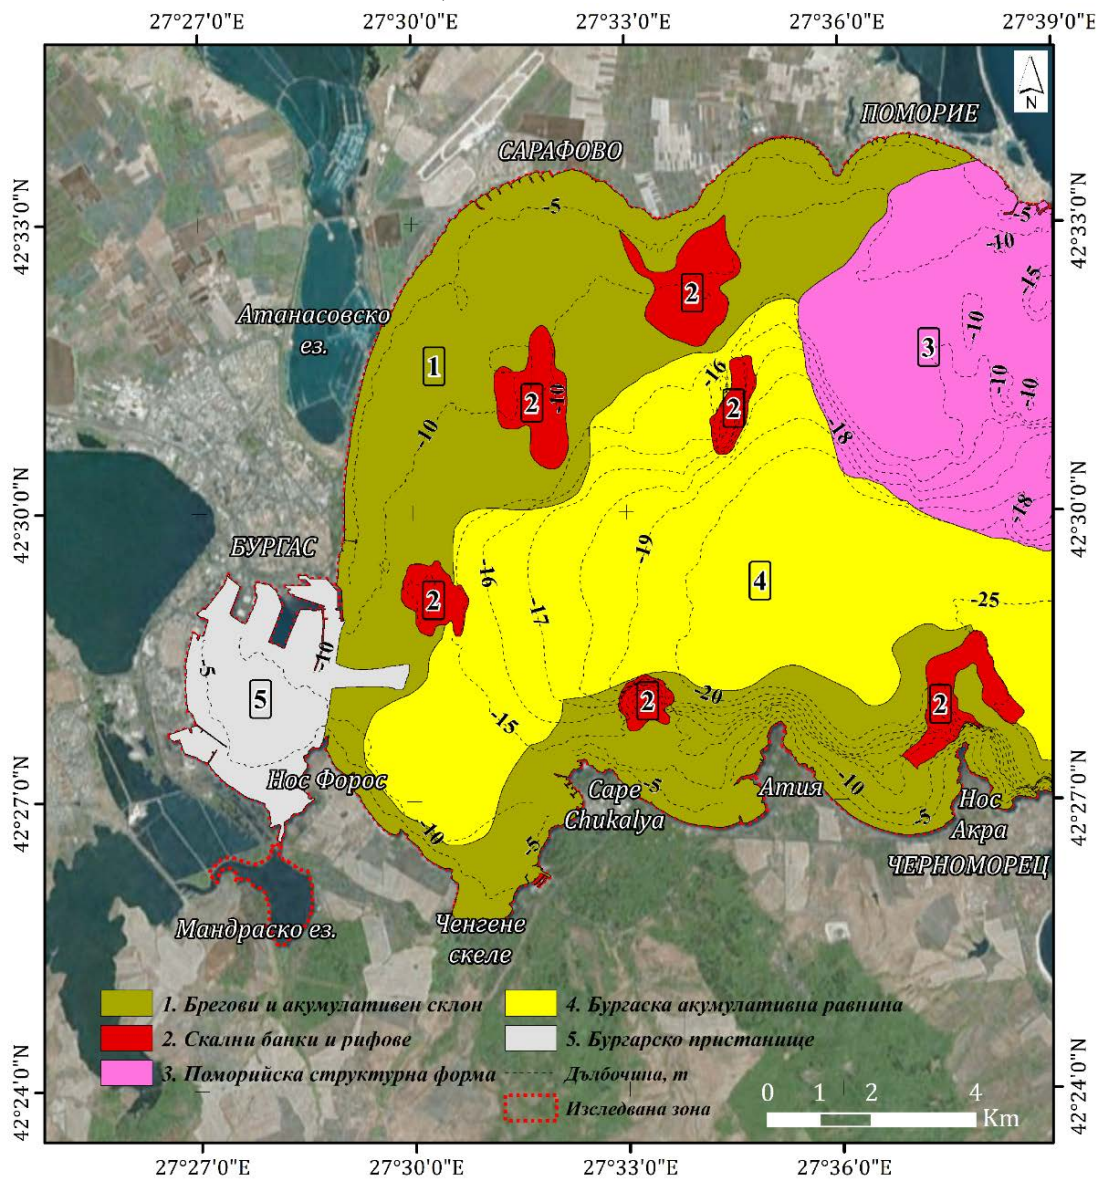 27°27'0"E 27°30'0"E 27°33'0"E 27°36'0"E 27°39'0"E
N
ПОМОРИЕ
САРАФОВО
-5
-5
42°33'0"N
42°33'0"N
-10
-15
2
Атанасовско
ез.
-10
3
1
-16
-10
-10
2
-10
2
-10
-18
-10
-18
42°30'0"N
42°30'0"N
БУРГАС
-19
-16
4
2
-17
-25
-10
-5
5
2
-20
2
-15
Нос Форос
-5
-10
Cape
Chukalya
Атия
Нос
Акра
42°27'0"N
42°27'0"N
-10
-5
-5
ЧЕРНОМОРЕЦ
Мандраско ез.
Ченгене
скеле
1. Брегови и акумулативен склон
2. Скални банки и рифове
3. Поморийска структурна форма
4. Бургаска акумулативна равнина
5. Бургарско пристанище
Дълбочина, m
Изследвана зона
0 1 2 4
Km
42°24'0"N
42°24'0"N
27°27'0"E 27°30'0"E 27°33'0"E 27°36'0"E